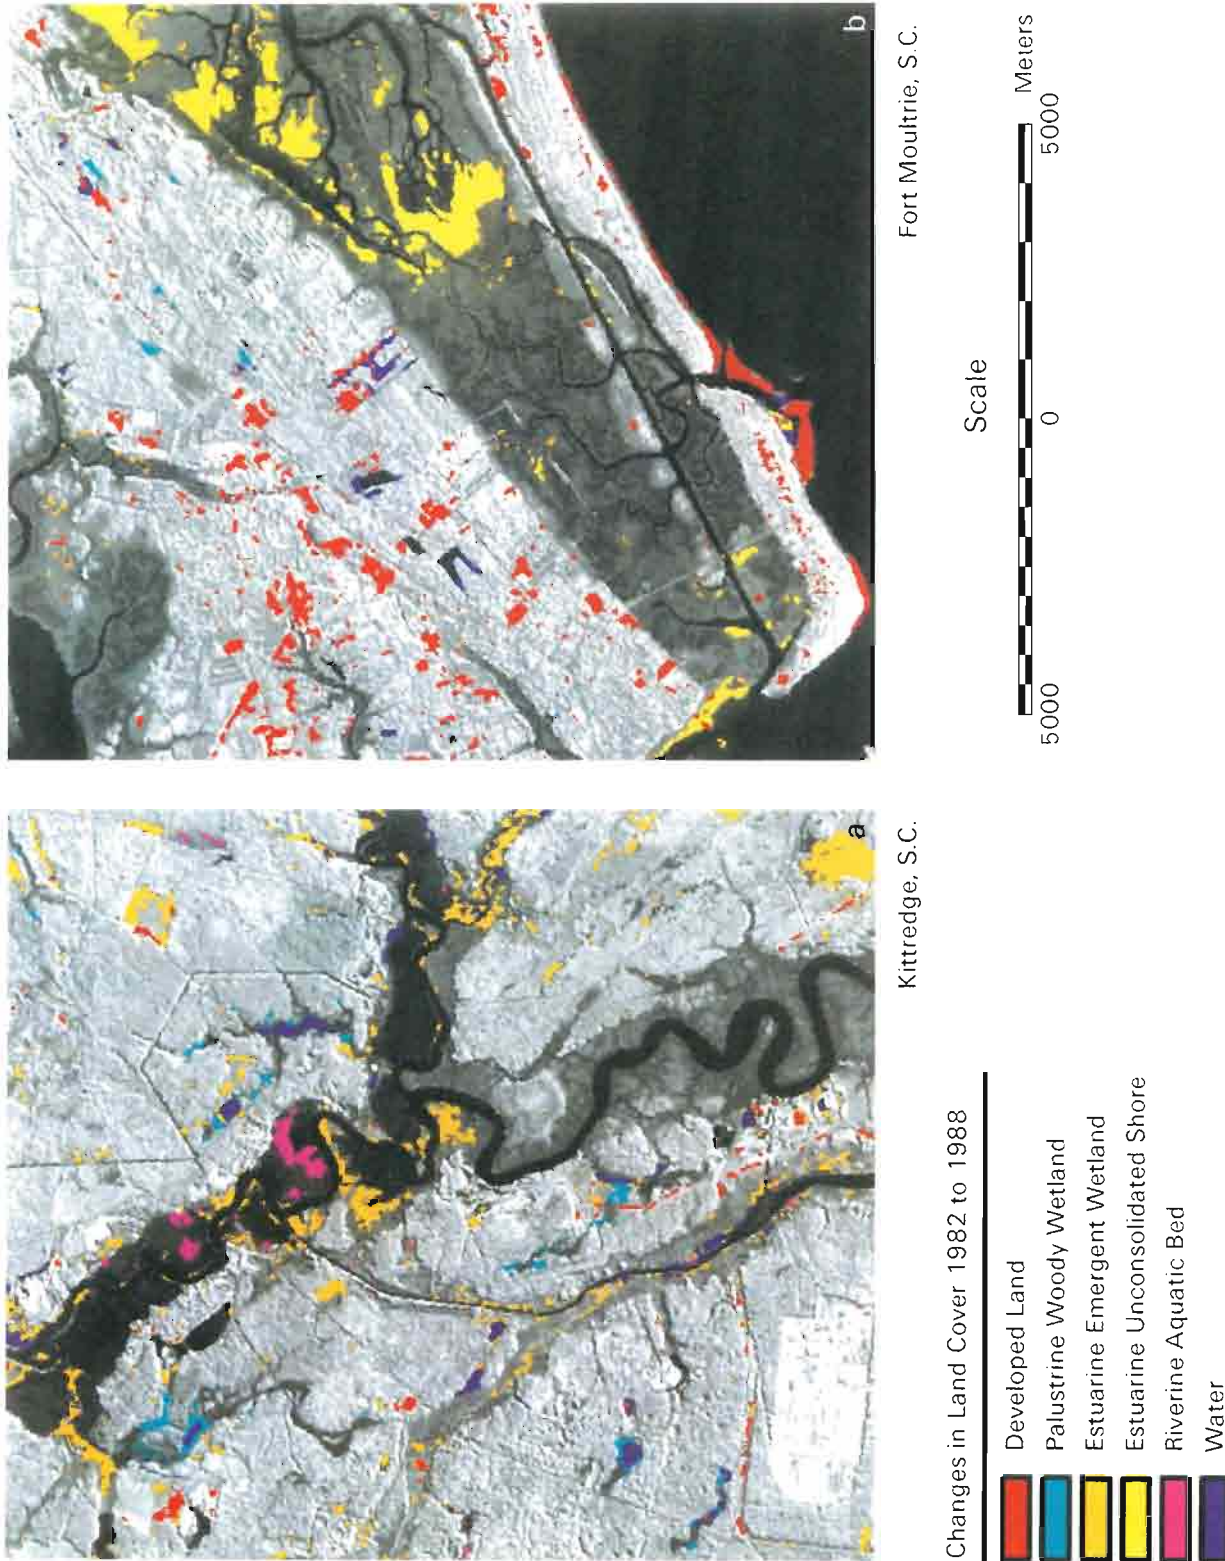 a
Kittredge, S.C.
b
Fort Moultrie, S.C.
Changes in Land Cover 1982 to 1988
Developed Land
Palustrine Woody Wetland
Estuarine Emergent Wetland
Estuarine Unconsolidated Shore
Riverine Aquatic Bed
Water
Scale
5000 0 5000 Meters